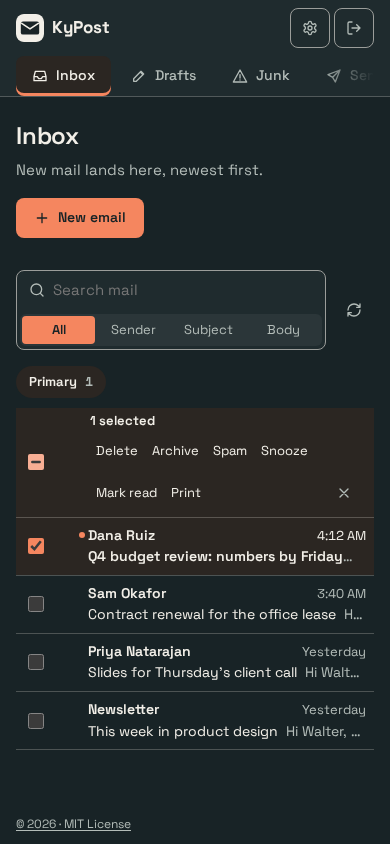 KyPost
Inbox Drafts Junk Sen
Inbox
New mail lands here, newest first.
New email
Search mail
All Sender Subject Body
Primary 1
1 selected
Delete Archive Spam Snooze
Mark read Print
Dana Ruiz 4:12 AM
Q4 budget review: numbers by Friday...
Sam Okafor 3:40 AM
Contract renewal for the office lease H...
Priya Natarajan Yesterday
Slides for Thursday's client call Hi Walt...
Newsletter Yesterday
This week in product design Hi Walter, ...
© 2026 · MIT License